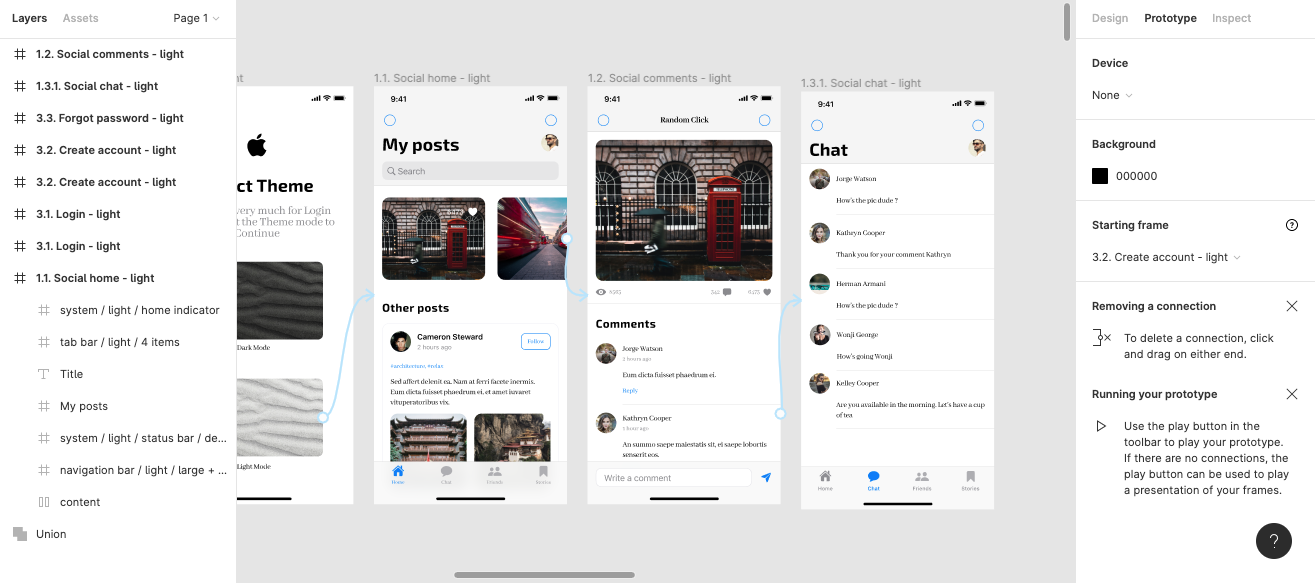 Layers
Assets
Page 1
1.2. Social comments - light
1.3.1. Social chat - light
3.3. Forgot password - light
3.2. Create account - light
3.2. Create account - light
3.1. Login - light
3.1. Login - light
1.1. Social home - light
system / light / home indicator
tab bar / light / 4 items
Title
My posts
system / light / status bar / de...
navigation bar / light / large + ...
content
Union
ht
ct Theme
very much for Login
t the Theme mode to
Continue
Dark Mode
Light Mode
1.1. Social home - light
9:41
My posts
Search
Other posts
Cameron Steward
2 hours ago
Follow
#architecture, #relax
Sed affert delenit ea. Nam at ferri facete inermis.
Eum dicta fuisset phaedrum ei, et amet iuvaret
vituperatoribus vix.
Home
Chat
Friends
1.2. Social comments - light
9:41
Random Click
TELEPHONE
342
Comments
Jorge Watson
2 hours ago
Eum dicta fuisset phaedrum ei.
Reply
Kathryn Cooper
1 hour ago
An summo saepe maiestatis sit, ei saepe lobortis
senserit eos.
Write a comment
1.3.1. Social chat - light
9:41
Chat
Jorge Watson
How's the pic dude ?
Kathryn Cooper
Thank you for your comment Kathryn
Herman Armani
How's the pic dude ?
Wonji George
How's going Wonji
Kelley Cooper
Are you available in the morning. Let's have a cup
of tea
Home
Chat
Friends
Stories
Design
Prototype
Inspect
Device
None
Background
000000
Starting frame
?
3.2. Create account - light
Removing a connection
To delete a connection, click
and drag on either end.
Running your prototype
Use the play button in the
toolbar to play your prototype.
If there are no connections, the
play button can be used to play
a presentation of your frames.
?